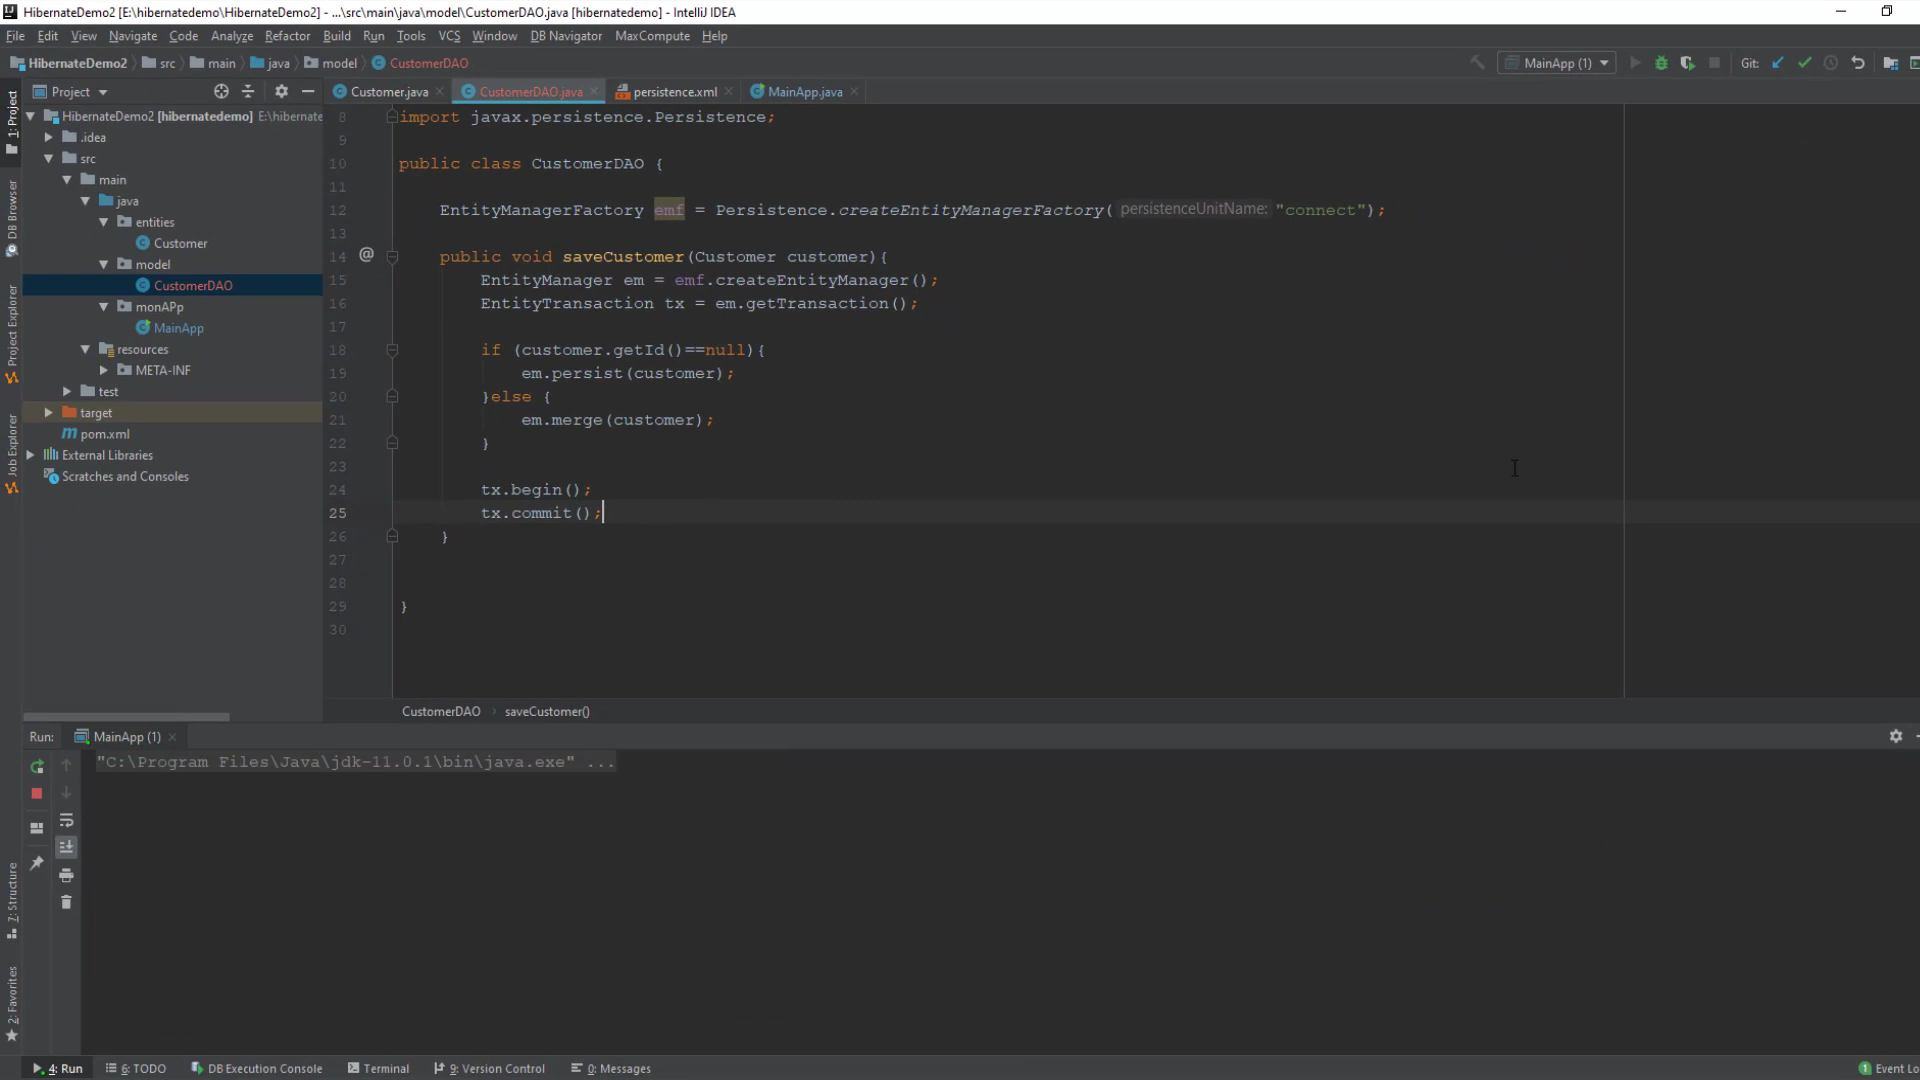 HibernateDemo2 [E:\hibernate\HibernateDemo2] - ...\src\main\java\model\CustomerDAO.java [hibernatedemo] - IntelliJ IDEA
File Edit View Navigate Code Analyze Refactor Build Run Tools VCS Window DB Navigator MaxCompute Help
HibernateDemo2 src main java model CustomerDAO MainApp (1) Git:
Project Customer.java CustomerDAO.java persistence.xml MainApp.java
1: Project
DB Browser
Project Explorer
Job Explorer
7: Structure
2: Favorites
HibernateDemo2 [hibernatedemo] E:\hibernate
.idea
src
main
java
entities
Customer
model
CustomerDAO
monAPp
MainApp
resources
META-INF
test
target
pom.xml
External Libraries
Scratches and Consoles
8 import javax.persistence.Persistence;
9
10 public class CustomerDAO {
11
12 EntityManagerFactory emf = Persistence.createEntityManagerFactory( persistenceUnitName: "connect");
13
14 @ public void saveCustomer(Customer customer){
15 EntityManager em = emf.createEntityManager();
16 EntityTransaction tx = em.getTransaction();
17
18 if (customer.getId()==null){
19 em.persist(customer);
20 }else {
21 em.merge(customer);
22 }
23
24 tx.begin();
25 tx.commit();
26 }
27
28
29 }
30
CustomerDAO saveCustomer()
Run: MainApp (1)
"C:\Program Files\Java\jdk-11.0.1\bin\java.exe" ...
4: Run 6: TODO DB Execution Console Terminal 9: Version Control 0: Messages 1 Event Lo